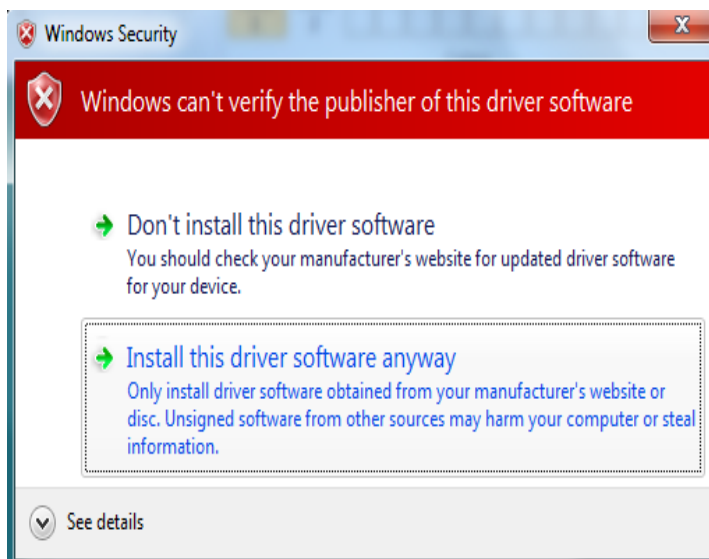 Windows Security
Windows can't verify the publisher of this driver software
Don't install this driver software
You should check your manufacturer's website for updated driver software
for your device.
Install this driver software anyway
Only install driver software obtained from your manufacturer's website or
disc. Unsigned software from other sources may harm your computer or steal
information.
See details